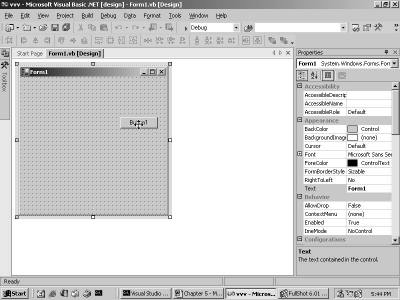 vvv - Microsoft Visual Basic .NET [design] - Form1.vb [Design]
File Edit View Project Build Debug Data Format Tools Window Help
Debug
Start Page Form1.vb [Design]
Toolbox
Form1
Button1
Properties
Form1 System.Windows.Forms.Form
Accessibility
AccessibleDescrip
AccessibleName
AccessibleRole Default
Appearance
BackColor Control
BackgroundImage (none)
Cursor Default
Font Microsoft Sans Se
ForeColor ControlText
FormBorderStyle Sizable
RightToLeft No
Text Form1
Behavior
AllowDrop False
ContextMenu (none)
Enabled True
ImeMode NoControl
Configurations
Text
The text contained in the control.
Ready
Start
Visual Studio ...
Chapter 5 - M...
vvv - Micros...
FullShot 6.01 ...
5:44 PM